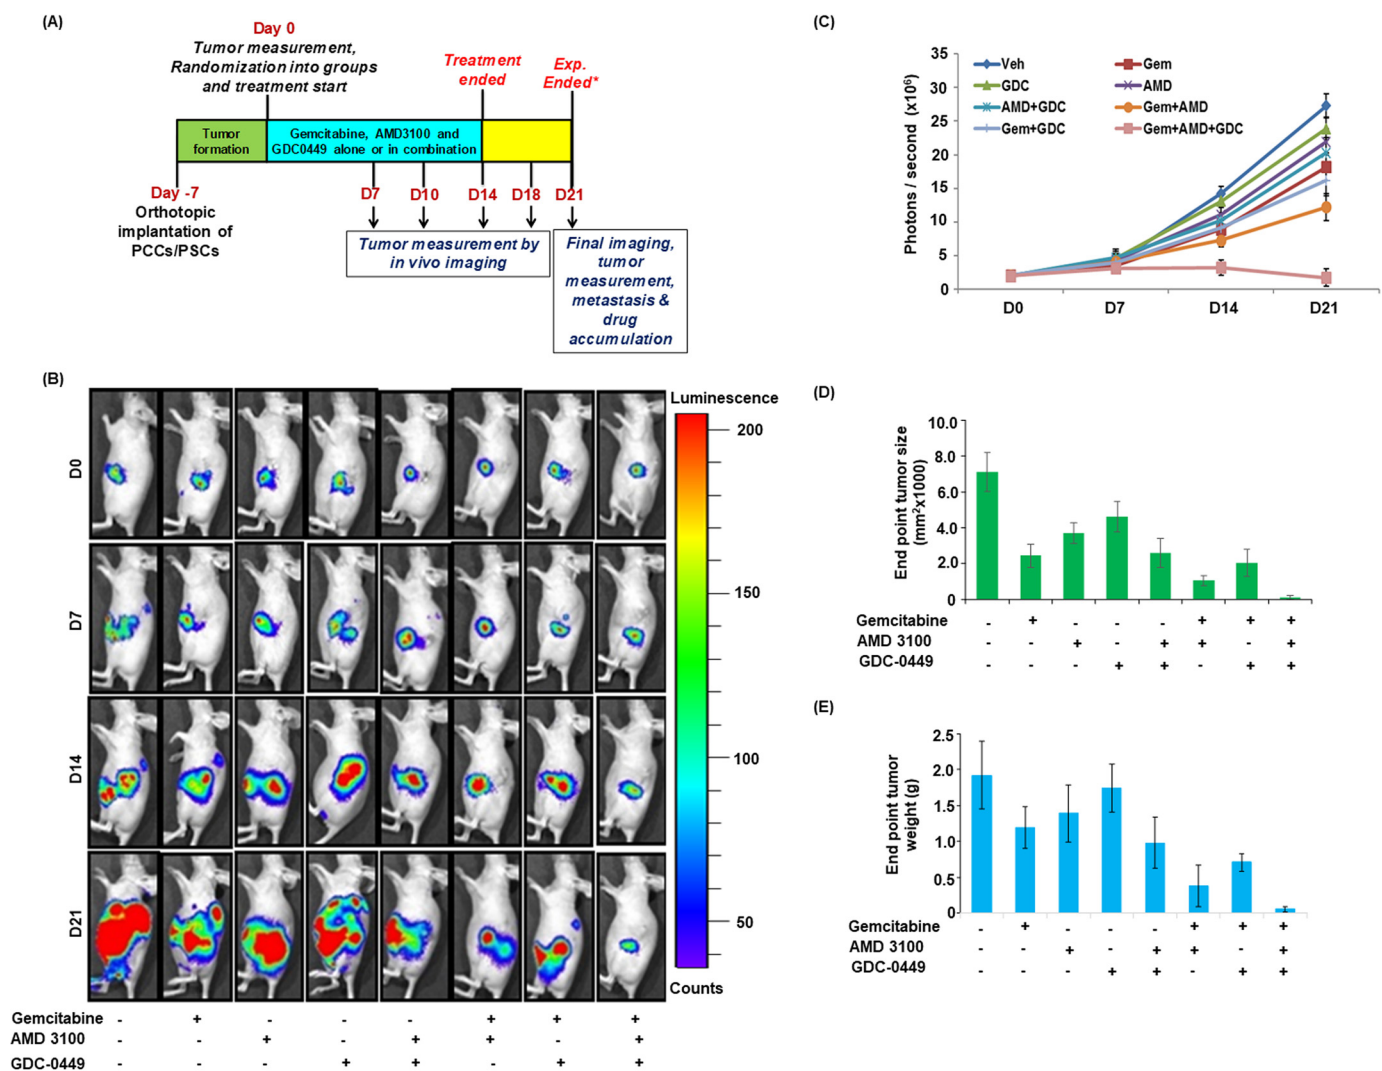 (A)
Day 0
Tumor measurement,
Randomization into groups
and treatment start
Treatment
ended
Exp.
Ended*
Tumor
formation
Gemcitabine, AMD3100 and
GDC0449 alone or in combination
Day -7
D7
D10
D14
D18
D21
Orthotopic
implantation of
PCCs/PSCs
Tumor measurement by
in vivo imaging
Final imaging,
tumor
measurement,
metastasis &
drug
accumulation
(B)
D0
D7
D14
D21
Luminescence
200
150
100
50
Counts
Gemcitabine - + - - - + + +
AMD 3100 - - + - + + - +
GDC-0449 - - - + + - + +
(C)
Photons / second (x10⁶)
35
30
25
20
15
10
5
0
Veh
Gem
GDC
AMD
AMD+GDC
Gem+AMD
Gem+GDC
Gem+AMD+GDC
D0 D7 D14 D21
(D)
End point tumor size
(mm²x1000)
10.0
8.0
6.0
4.0
2.0
0
Gemcitabine - + - - - + + +
AMD 3100 - - + - + + - +
GDC-0449 - - - + + - + +
(E)
End point tumor
weight (g)
2.5
2.0
1.5
1.0
0.5
0
Gemcitabine - + - - - + + +
AMD 3100 - - + - + + - +
GDC-0449 - - - + + - + +